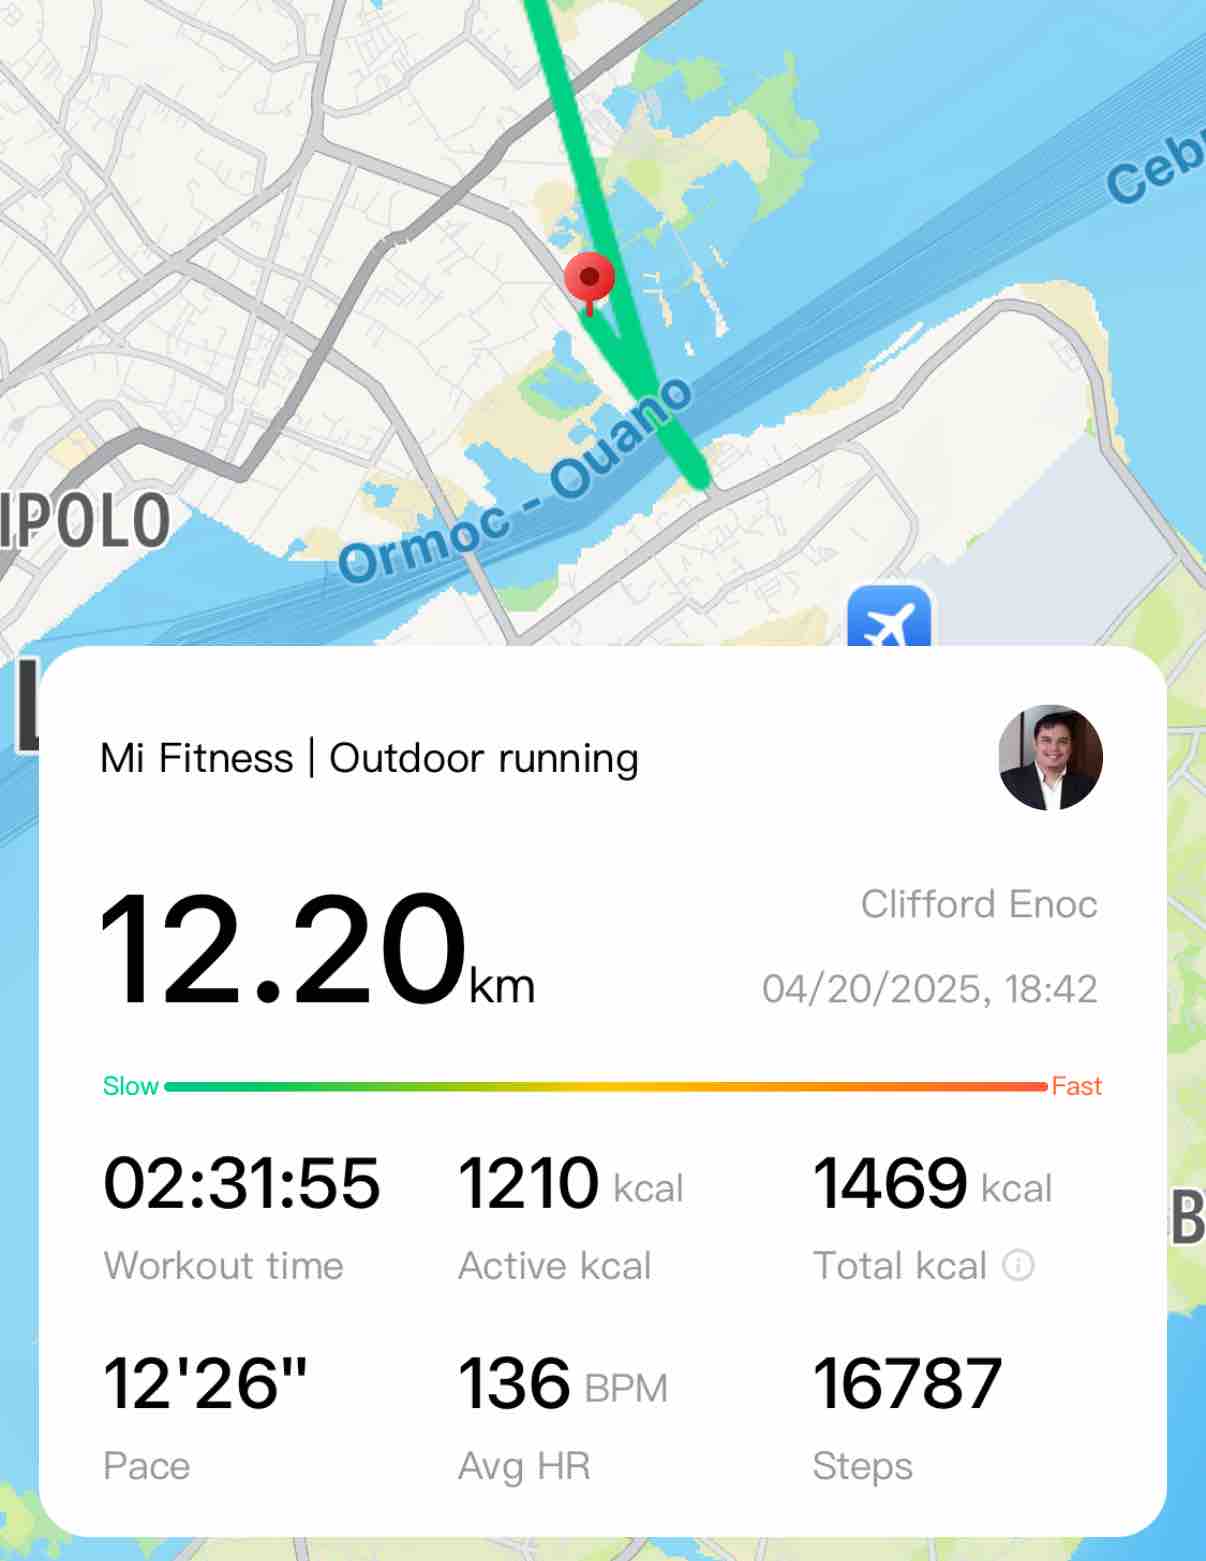 Cebu
Ormoc - Ouano
IPOLO
L
Mi Fitness | Outdoor running
12.20km
Clifford Enoc
04/20/2025, 18:42
Slow
Fast
02:31:55
1210 kcal
1469 kcal
Workout time
Active kcal
Total kcal
B
12'26"
136 BPM
16787
Pace
Avg HR
Steps